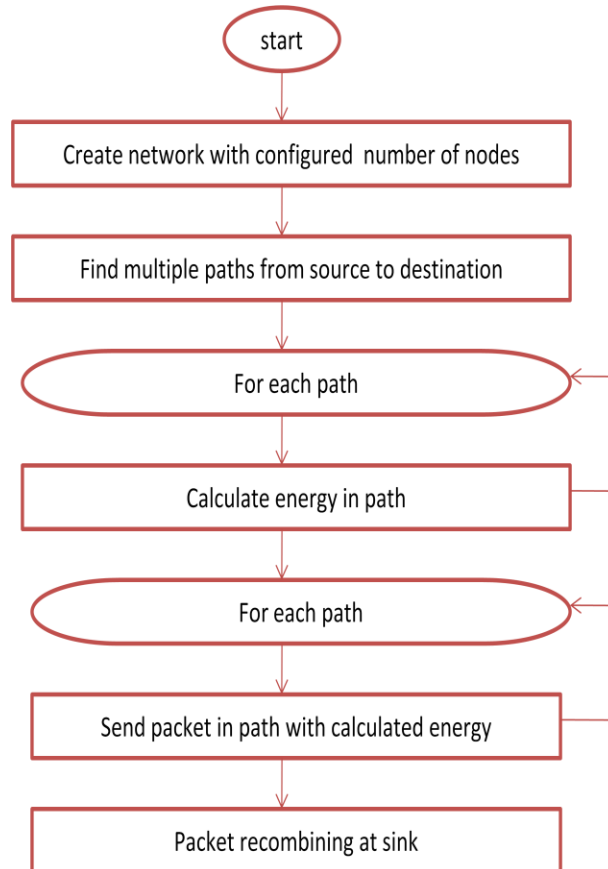 start
Create network with configured number of nodes
Find multiple paths from source to destination
For each path
Calculate energy in path
For each path
Send packet in path with calculated energy
Packet recombining at sink